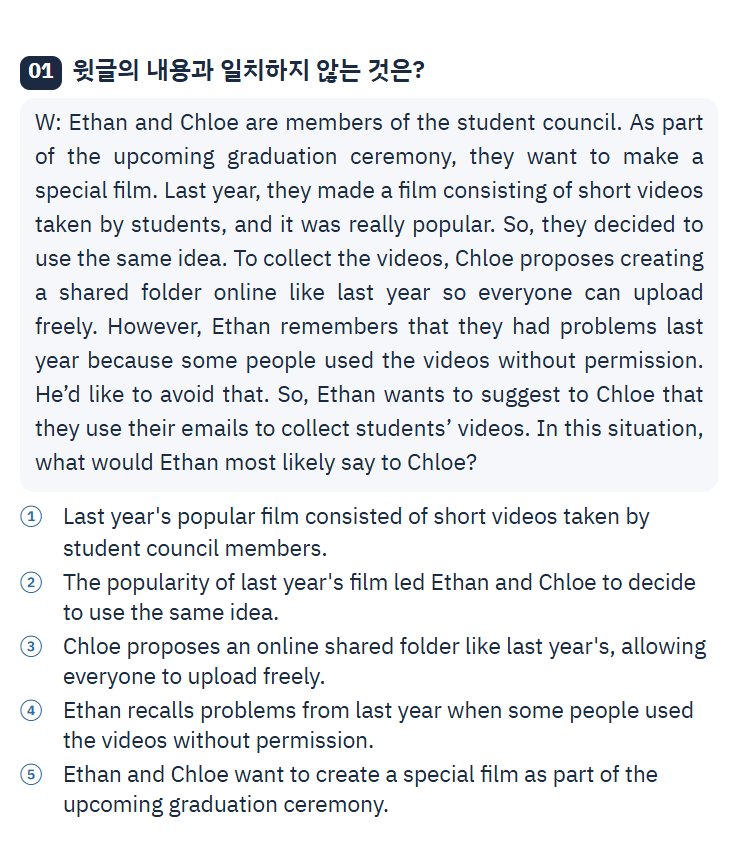 01 윗글의 내용과 일치하지 않는 것은?
W: Ethan and Chloe are members of the student council. As part
of the upcoming graduation ceremony, they want to make a
special film. Last year, they made a film consisting of short videos
taken by students, and it was really popular. So, they decided to
use the same idea. To collect the videos, Chloe proposes creating
a shared folder online like last year so everyone can upload
freely. However, Ethan remembers that they had problems last
year because some people used the videos without permission.
He’d like to avoid that. So, Ethan wants to suggest to Chloe that
they use their emails to collect students’ videos. In this situation,
what would Ethan most likely say to Chloe?
① Last year's popular film consisted of short videos taken by
student council members.
② The popularity of last year's film led Ethan and Chloe to decide
to use the same idea.
③ Chloe proposes an online shared folder like last year's, allowing
everyone to upload freely.
④ Ethan recalls problems from last year when some people used
the videos without permission.
⑤ Ethan and Chloe want to create a special film as part of the
upcoming graduation ceremony.